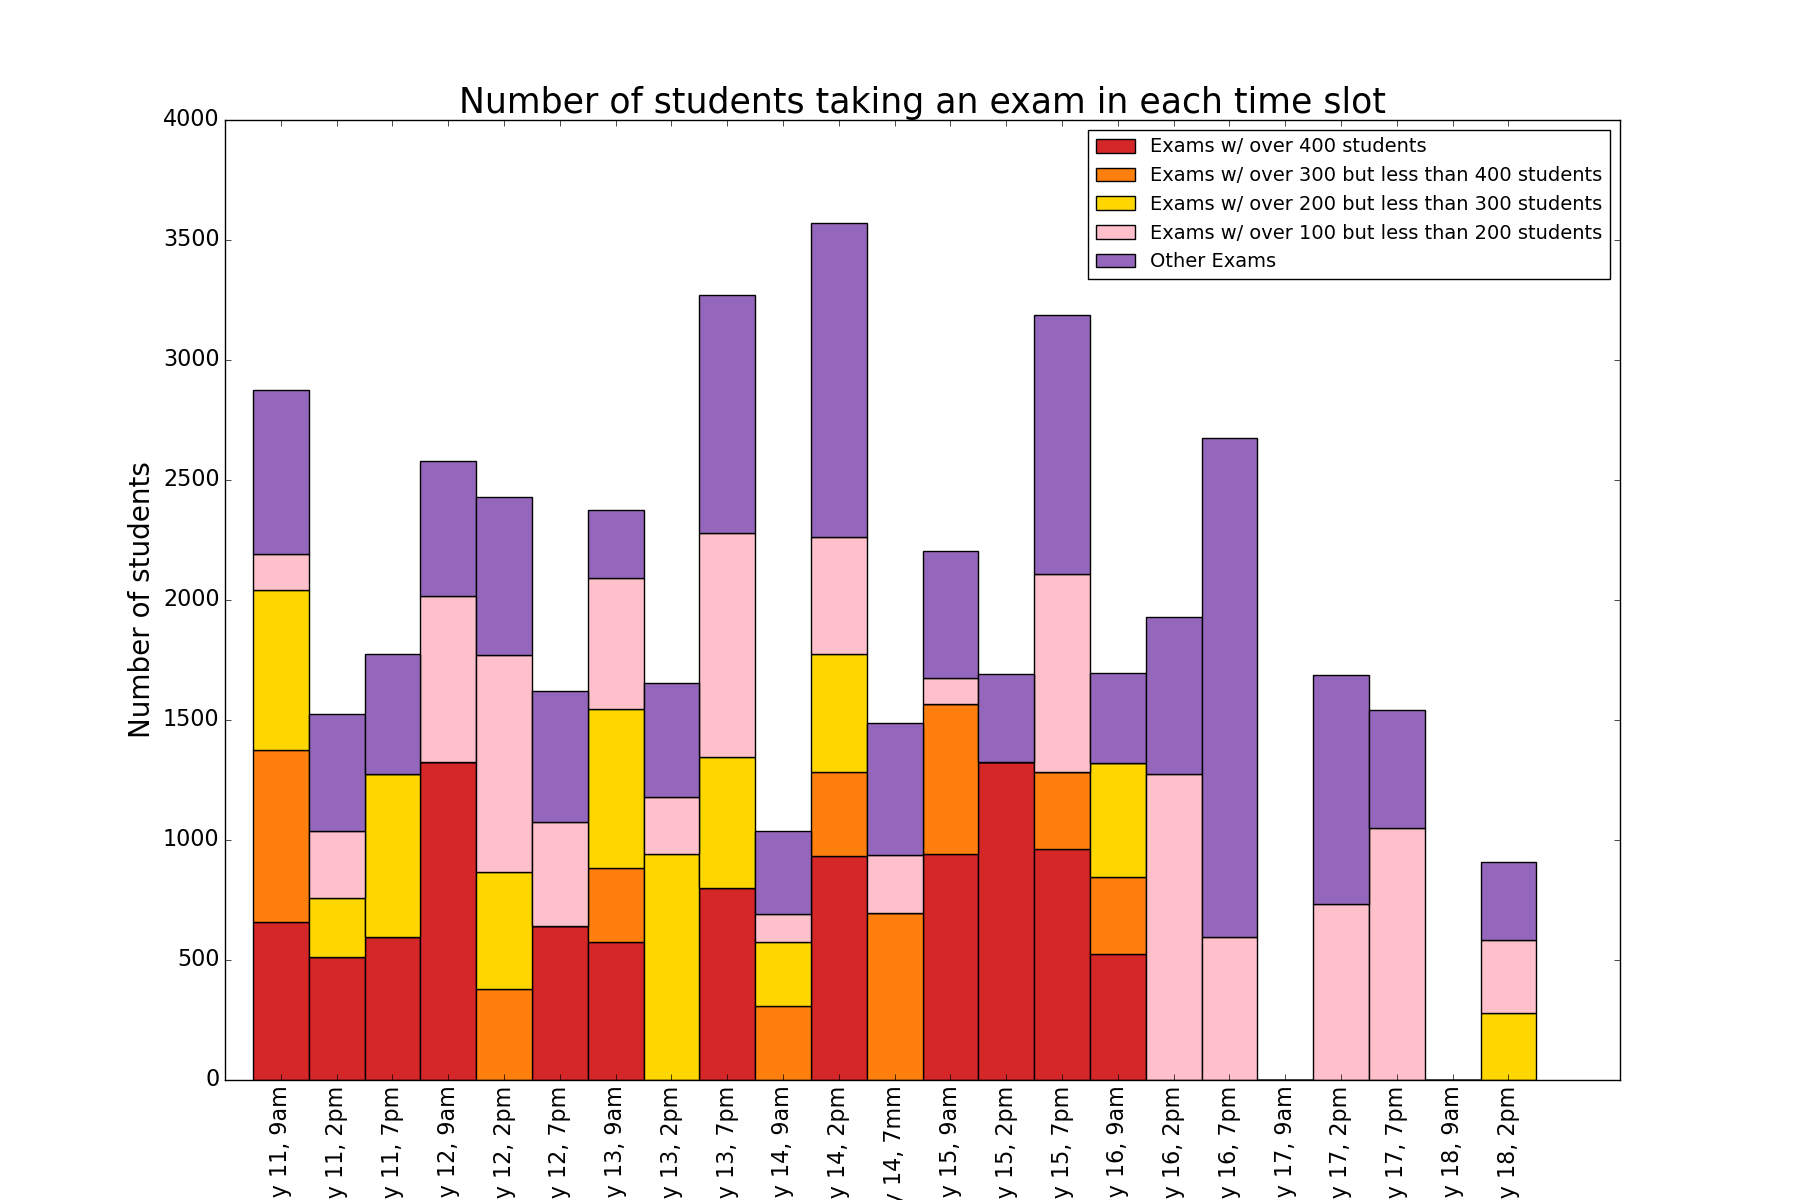 Number of students taking an exam in each time slot
Exams w/ over 400 students
Exams w/ over 300 but less than 400 students
Exams w/ over 200 but less than 300 students
Exams w/ over 100 but less than 200 students
Other Exams
Number of students
4000
3500
3000
2500
2000
1500
1000
500
0
y 11, 9am
y 11, 2pm
y 11, 7pm
y 12, 9am
y 12, 2pm
y 12, 7pm
y 13, 9am
y 13, 2pm
y 13, 7pm
y 14, 9am
y 14, 2pm
y 14, 7mm
y 15, 9am
y 15, 2pm
y 15, 7pm
y 16, 9am
y 16, 2pm
y 16, 7pm
y 17, 9am
y 17, 2pm
y 17, 7pm
y 18, 9am
y 18, 2pm